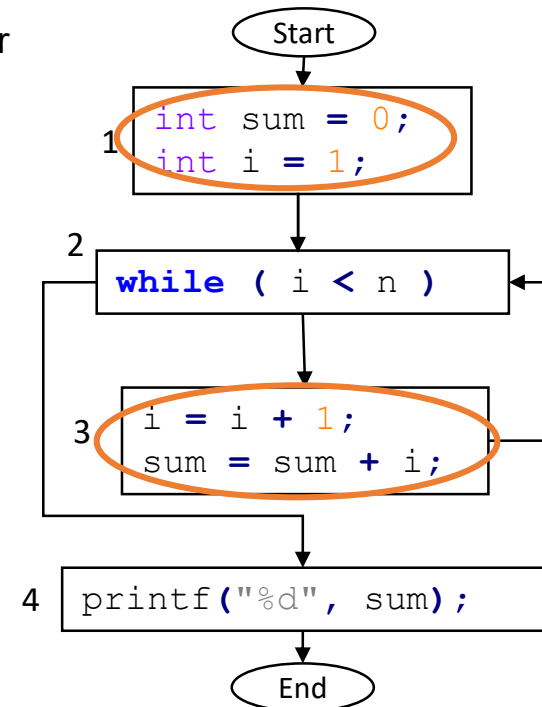 r
Start
1
int sum = 0;
int i = 1;
2
while ( i < n )
3
i = i + 1;
sum = sum + i;
4
printf("%d", sum);
End